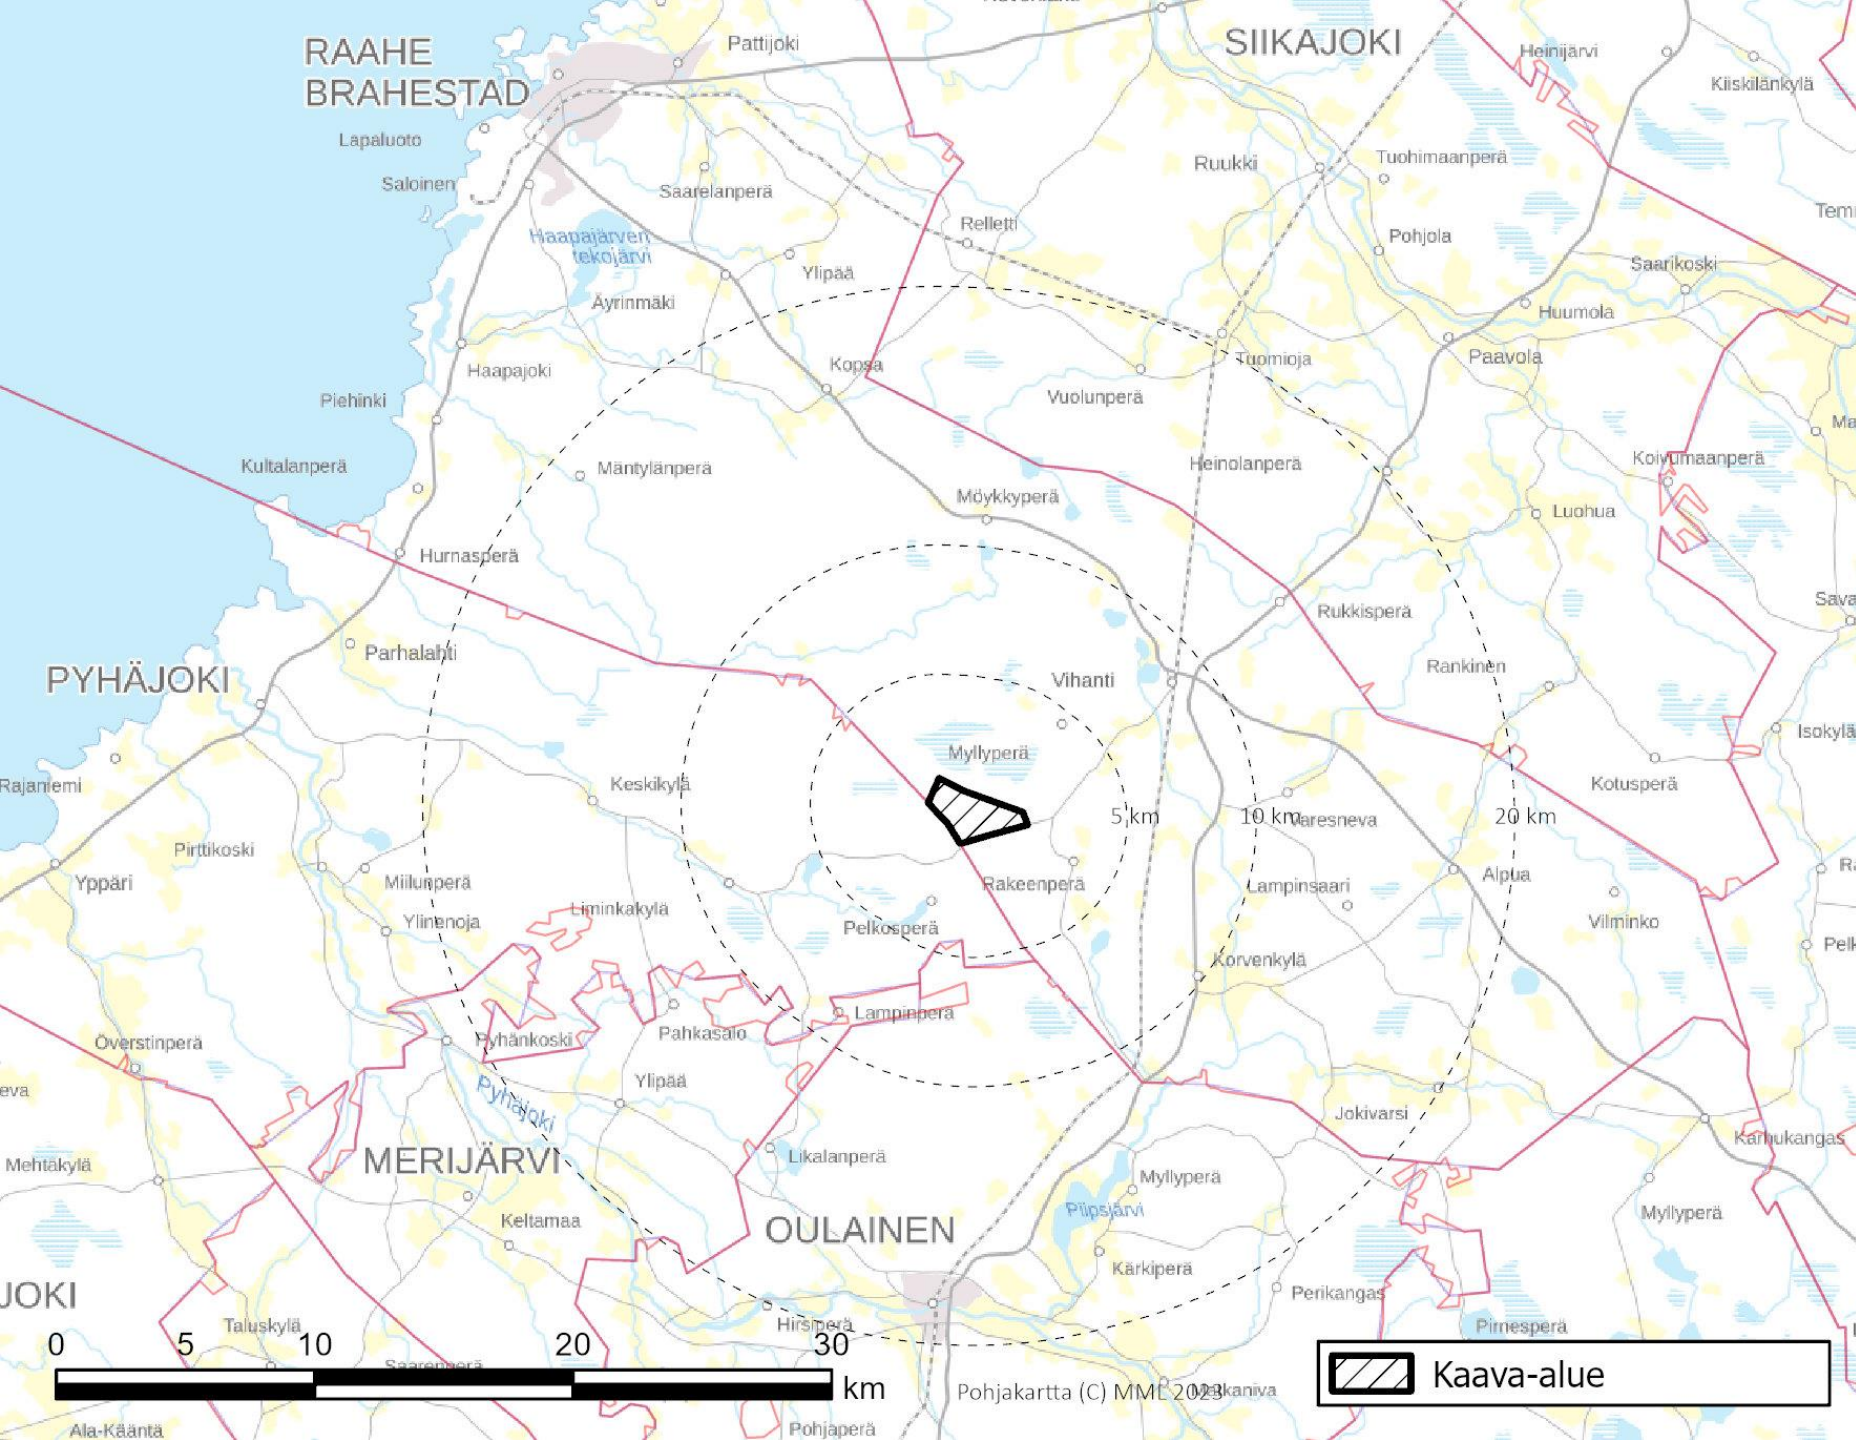 RAAHE
BRAHESTAD
Pattijoki
SIIKAJOKI
Heinijärvi
Kiiskilänkylä
Lapaluoto
Saloinen
Saarelanperä
Ruukki
Tuohimaanperä
Relletti
Pohjola
Haapajärven
tekojärvi
Ylipää
Saarikoski
Äyrinmäki
Huumola
Haapajoki
Kopsa
Tuomioja
Paavola
Piehinki
Vuolunperä
Kultalanperä
Mäntylänperä
Heinolanperä
Koivumaanperä
Möykkyperä
Luohua
Hurnasperä
Rukkisperä
Sava
PYHÄJOKI
Parhalahti
Vihanti
Rankinen
Isokylä
Myllyperä
Rajaniemi
Keskikylä
Kotusperä
5 km
10 km
Varesneva
20 km
Pirttikoski
Yppäri
Miilunperä
Rakeenperä
Lampinsaari
Alpua
Liminkakylä
Ylinenoja
Pelkosperä
Vilminko
Pelk
Korvenkylä
Lampinperä
Överstinperä
Pyhänkoski
Pahkasalo
eva
Ylipää
Pyhäjoki
Jokivarsi
Karhukangas
Mehtäkylä
MERIJÄRVI
Likalanperä
Myllyperä
Piipsjärvi
Myllyperä
Keltamaa
OULAINEN
Kärkiperä
JOKI
Perikangas
Taluskylä
Hirsiperä
Pirnesperä
0 5 10 20 30
Saarenperä
km
Pohjakartta (C) MML 2023
Matkaniva
Kaava-alue
Ala-Kääntä
Pohjaperä